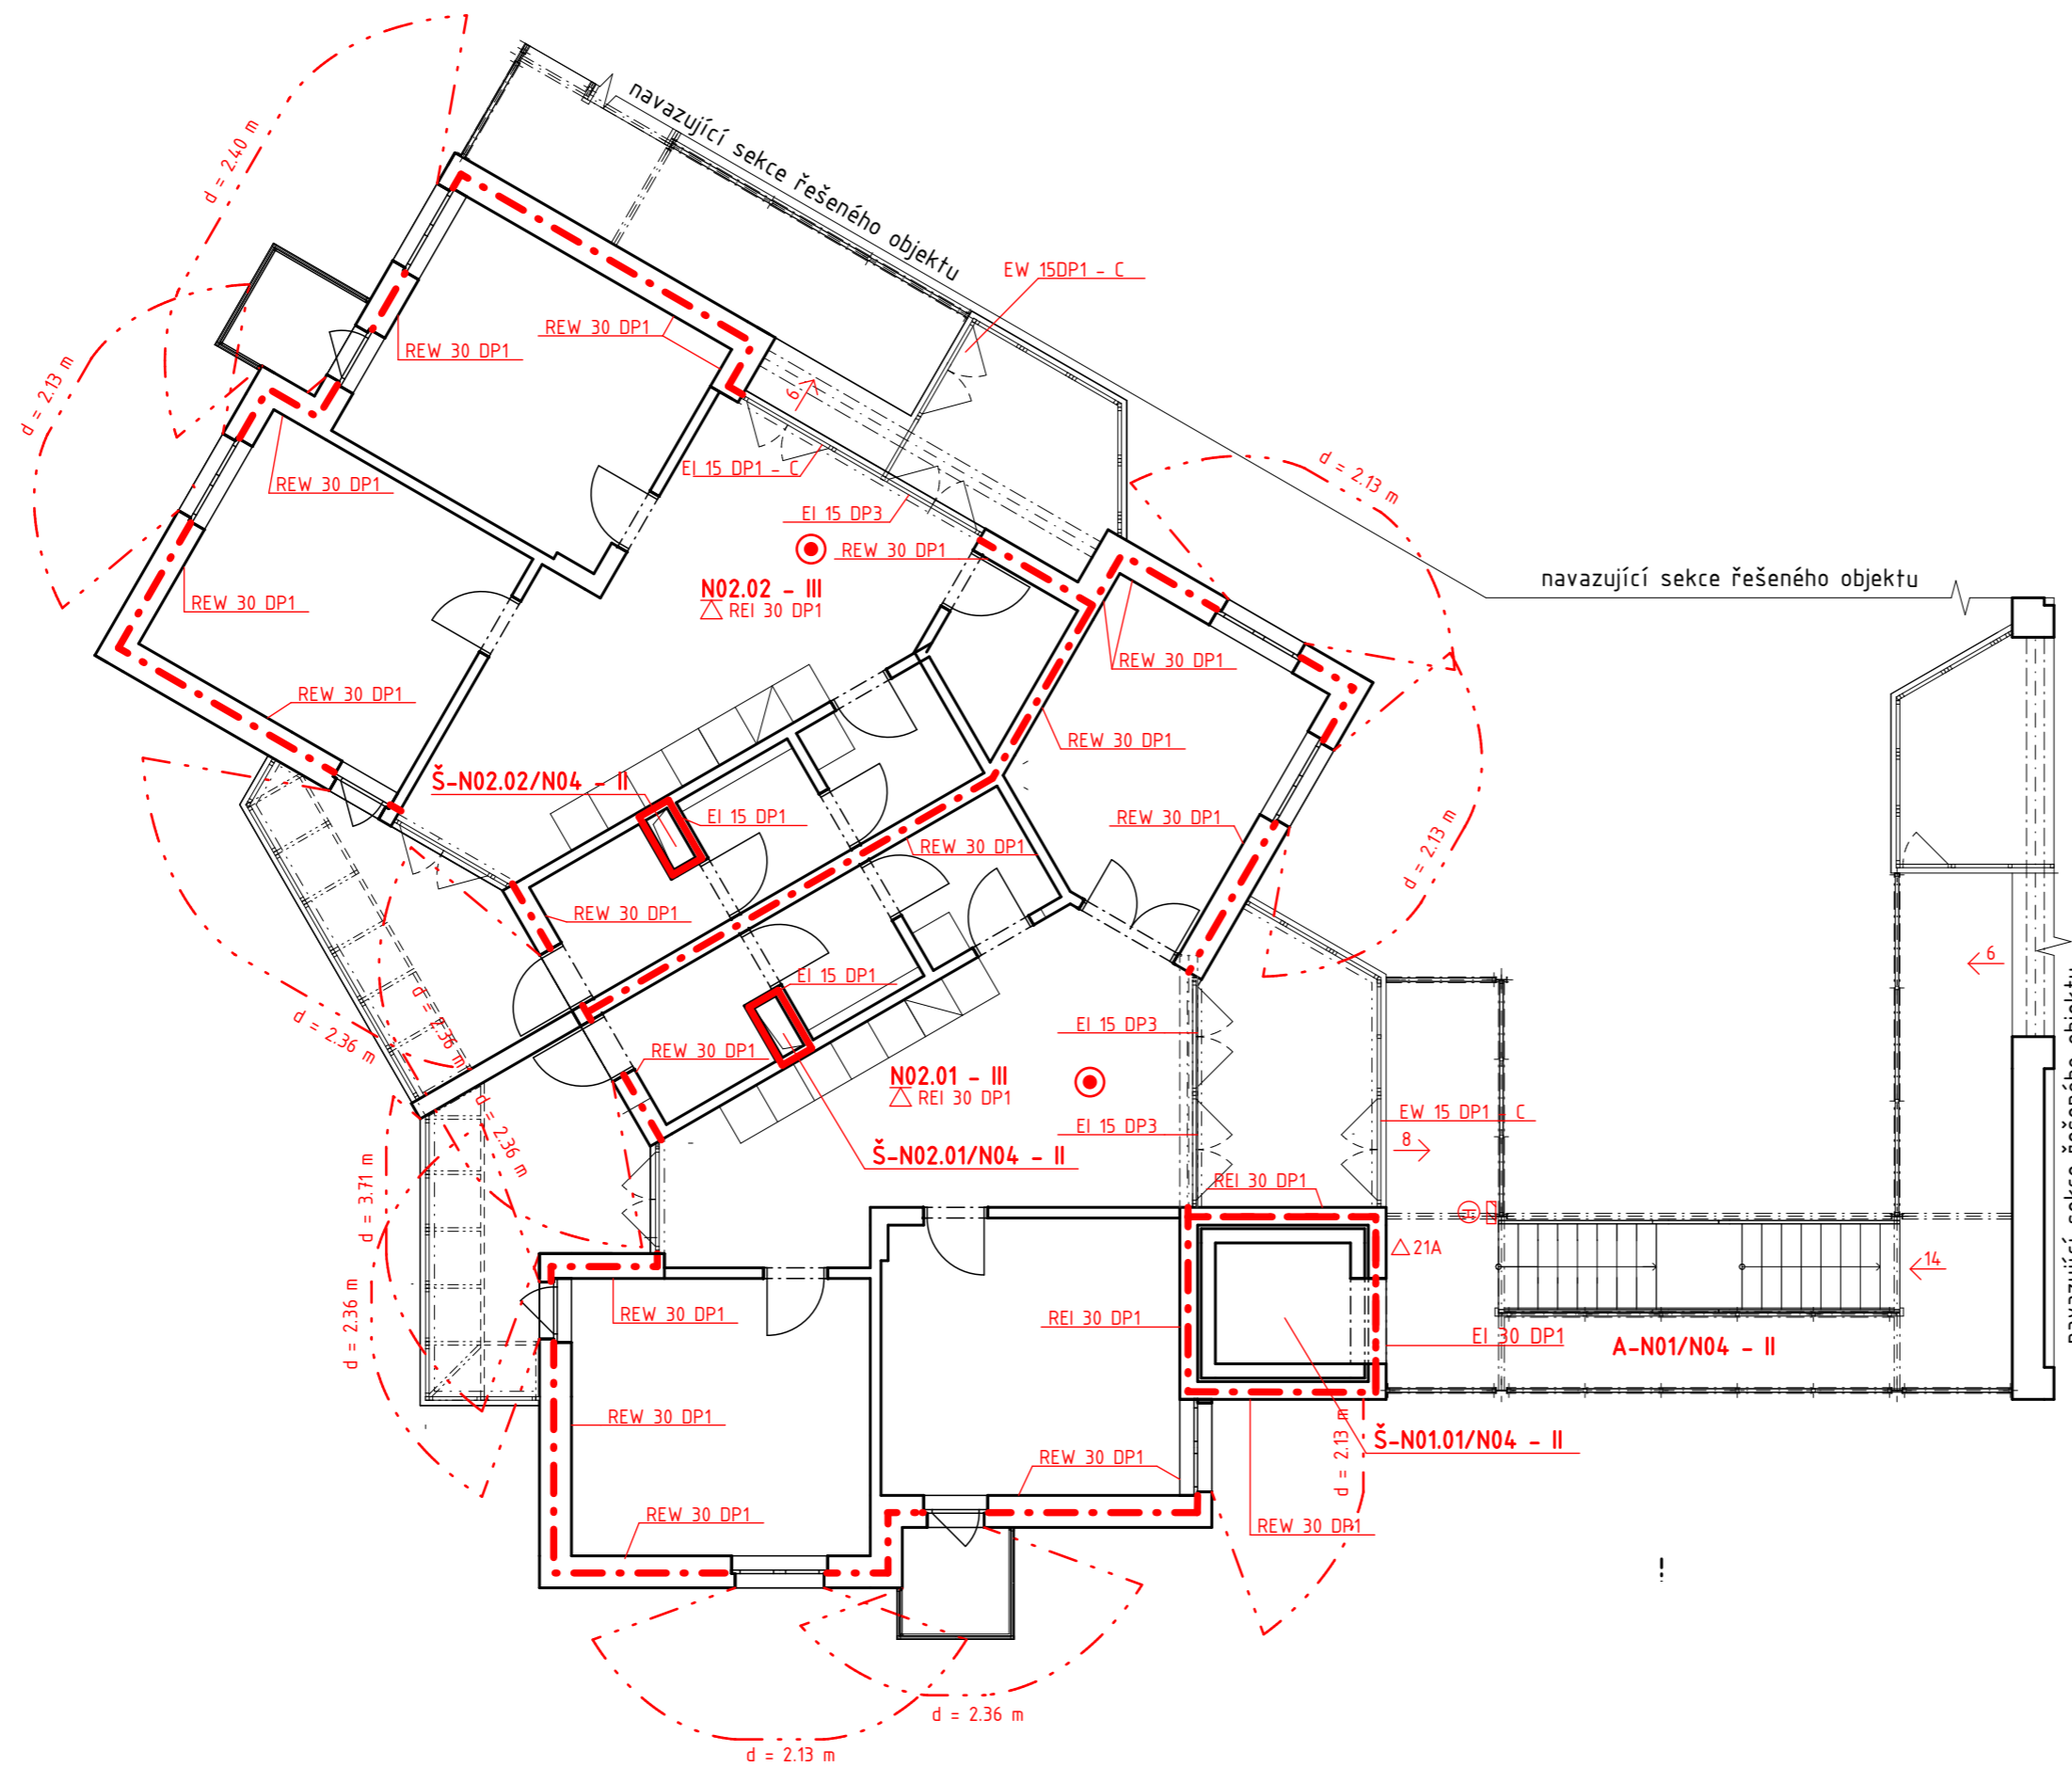 navazující sekce řešeného objektu
d = 2.40 m
EW 15DP1 - C
REW 30 DP1
REW 30 DP1
6
d = 2.13 m
d = 2.13 m
EI 15 DP1 - C
REW 30 DP1
EI 15 DP3
REW 30 DP1
navazující sekce řešeného objektu
N02.02 - III
REI 30 DP1
REW 30 DP1
REW 30 DP1
REW 30 DP1
REW 30 DP1
Š-N02.02/N04 - II
EI 15 DP1
REW 30 DP1
REW 30 DP1
d = 2.13 m
REW 30 DP1
6
EI 15 DP1
d = 2.36 m
d = 2.36 m
EI 15 DP3
REW 30 DP1
N02.01 - III
REI 30 DP1
d = 2.36 m
EI 15 DP3
EW 15 DP1 - C
8
Š-N02.01/N04 - II
d = 3.71 m
REI 30 DP1
H
21A
14
navazující sekce řešeného objektu
d = 2.36 m
REW 30 DP1
REI 30 DP1
EI 30 DP1
A-N01/N04 - II
REW 30 DP1
d = 2.13 m
Š-N01.01/N04 - II
REW 30 DP1
REW 30 DP1
REW 30 DP1
d = 2.36 m
d = 2.13 m